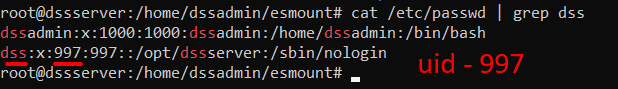 root@dssserver:/home/dssadmin/esmount# cat /etc/passwd | grep dss
dssadmin:x:1000:1000:dssadmin:/home/dssadmin:/bin/bash
dss:x:997:997::/opt/dssserver:/sbin/nologin
root@dssserver:/home/dssadmin/esmount#
uid - 997